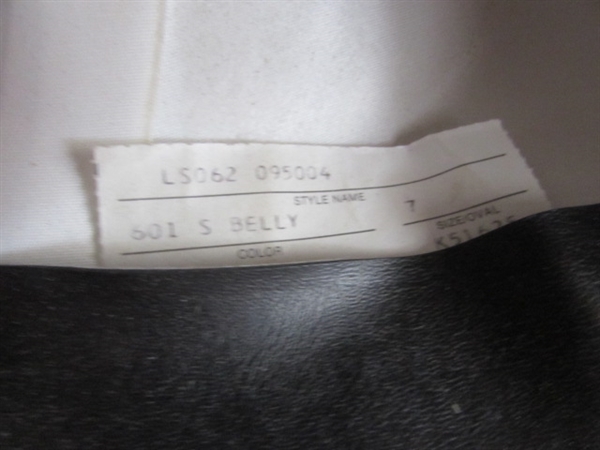 LS062 095004
STYLE NAME
601 S BELLY 7
COLOR SIZE/OVAL